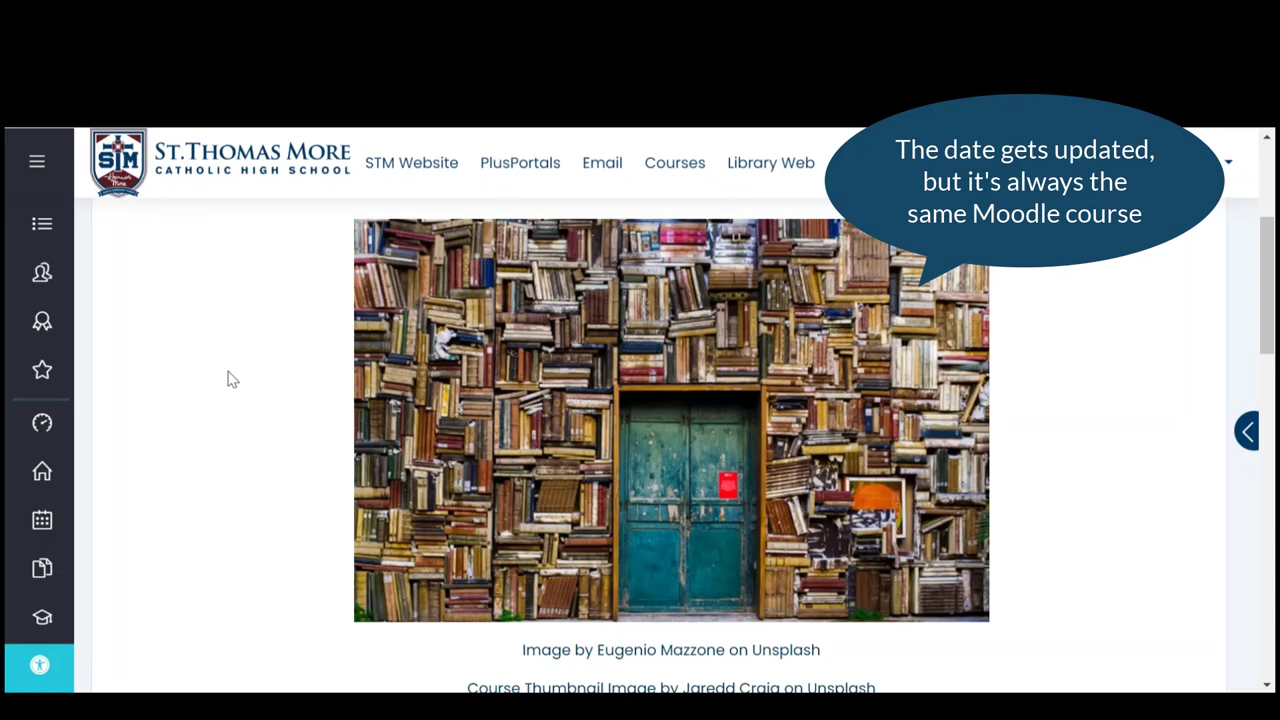 STM
ST. THOMAS MORE
CATHOLIC HIGH SCHOOL
STM Website
PlusPortals
Email
Courses
Library Web
The date gets updated,
but it's always the
same Moodle course
Image by Eugenio Mazzone on Unsplash
Course Thumbnail Image by Jaredd Craig on Unsplash